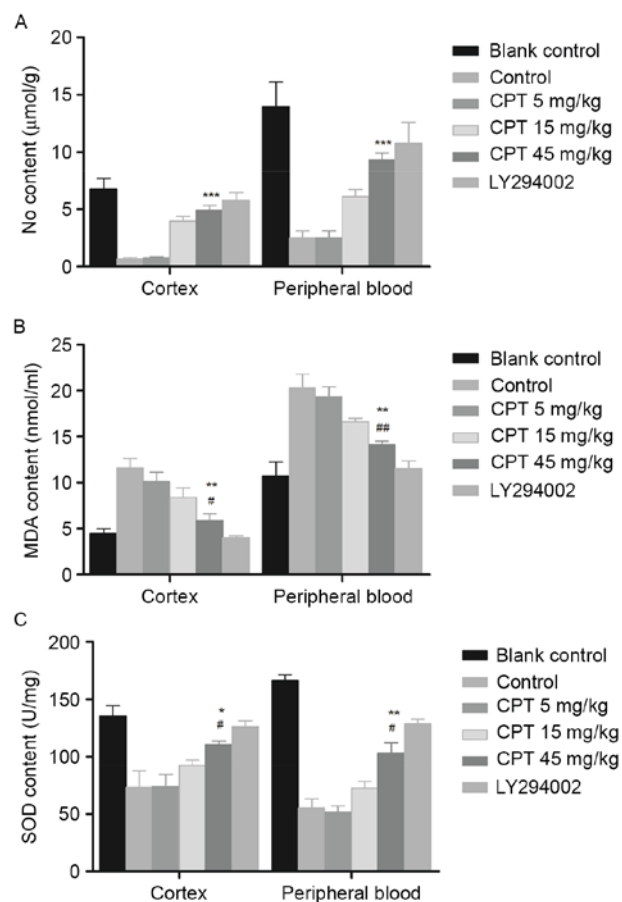 A
No content (μmol/g)
20
15
10
5
0
Cortex
Peripheral blood
***
***
Blank control
Control
CPT 5 mg/kg
CPT 15 mg/kg
CPT 45 mg/kg
LY294002
B
MDA content (nmol/ml)
25
20
15
10
5
0
Cortex
Peripheral blood
**
#
**
##
Blank control
Control
CPT 5 mg/kg
CPT 15 mg/kg
CPT 45 mg/kg
LY294002
C
SOD content (U/mg)
200
150
100
50
0
Cortex
Peripheral blood
*
#
**
#
Blank control
Control
CPT 5 mg/kg
CPT 15 mg/kg
CPT 45 mg/kg
LY294002